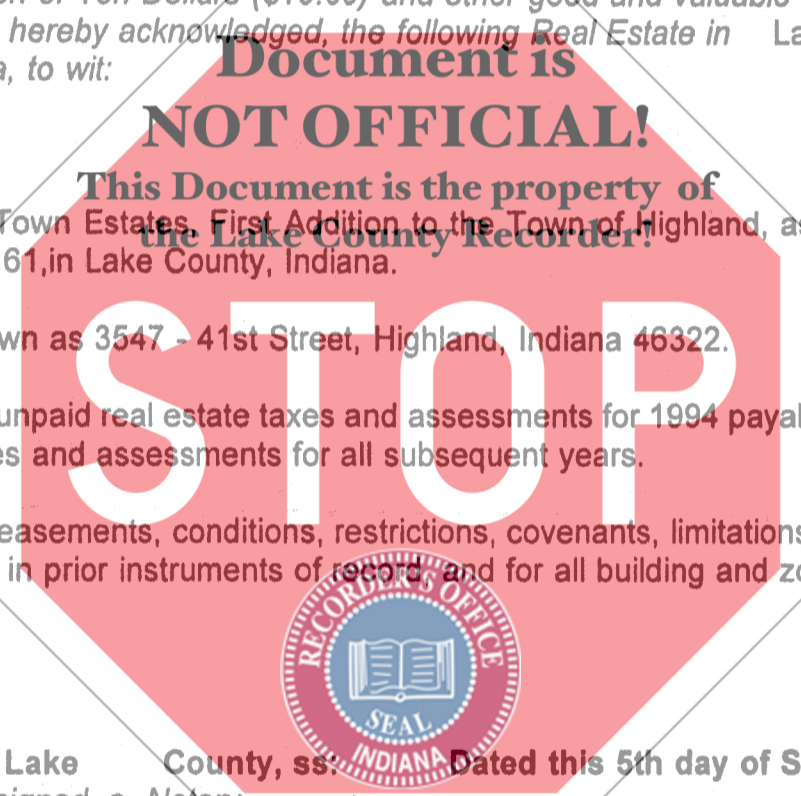 hereby acknowledged, the following Real Estate in La
, to wit:
Document is
NOT OFFICIAL!
This Document is the property of
the Lake County Recorder!
Town Estates, First Addition to the Town of Highland, as
61,in Lake County, Indiana.
STOP
wn as 3547 - 41st Street, Highland, Indiana 46322.
unpaid real estate taxes and assessments for 1994 payal
es and assessments for all subsequent years.
easements, conditions, restrictions, covenants, limitations
in prior instruments of record, and for all building and zo
RECORDER'S OFFICE
SEAL
INDIANA
Lake County, ss: Dated this 5th day of S